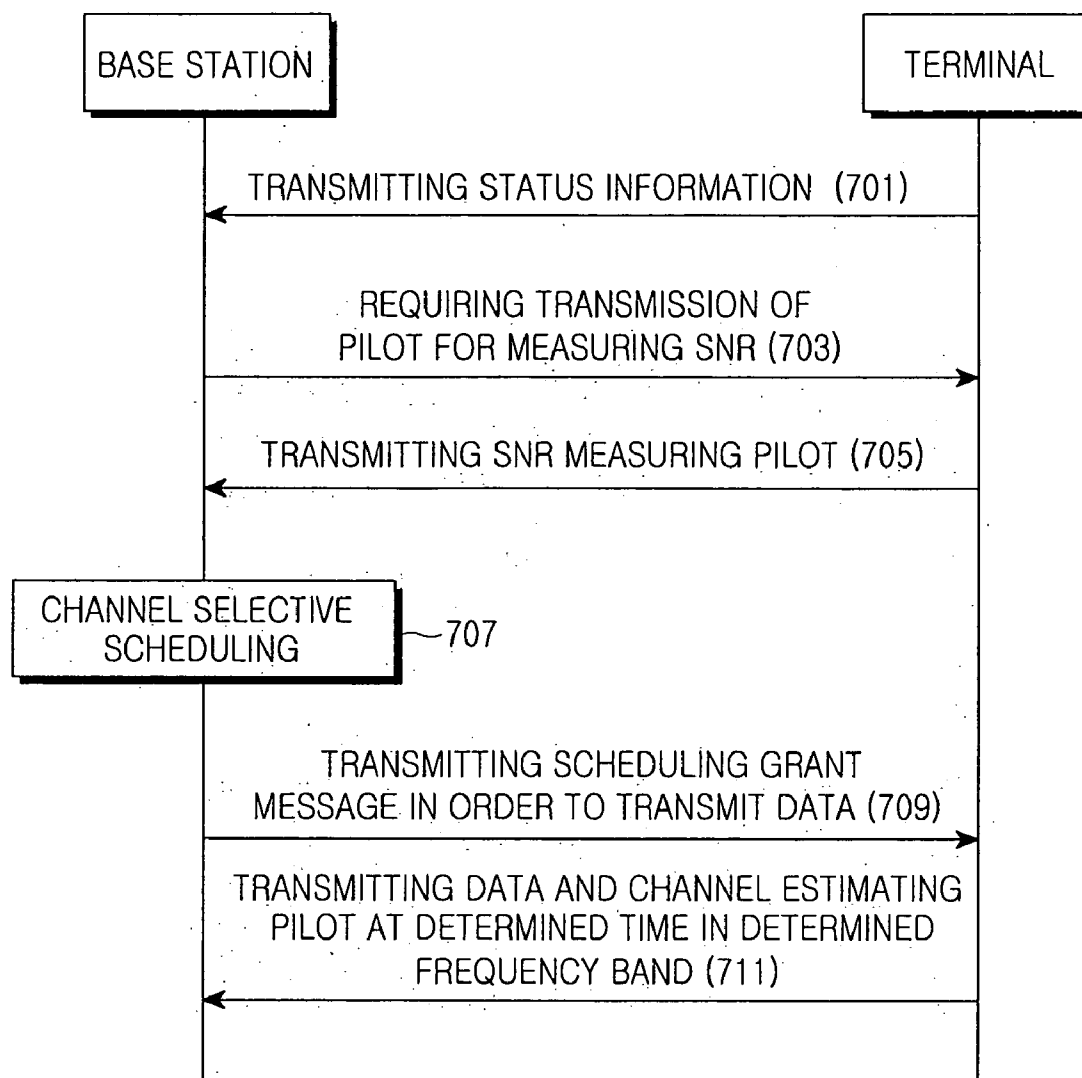 BASE STATION
TERMINAL
TRANSMITTING STATUS INFORMATION (701)
REQUIRING TRANSMISSION OF
PILOT FOR MEASURING SNR (703)
TRANSMITTING SNR MEASURING PILOT (705)
CHANNEL SELECTIVE
SCHEDULING
707
TRANSMITTING SCHEDULING GRANT
MESSAGE IN ORDER TO TRANSMIT DATA (709)
TRANSMITTING DATA AND CHANNEL ESTIMATING
PILOT AT DETERMINED TIME IN DETERMINED
FREQUENCY BAND (711)